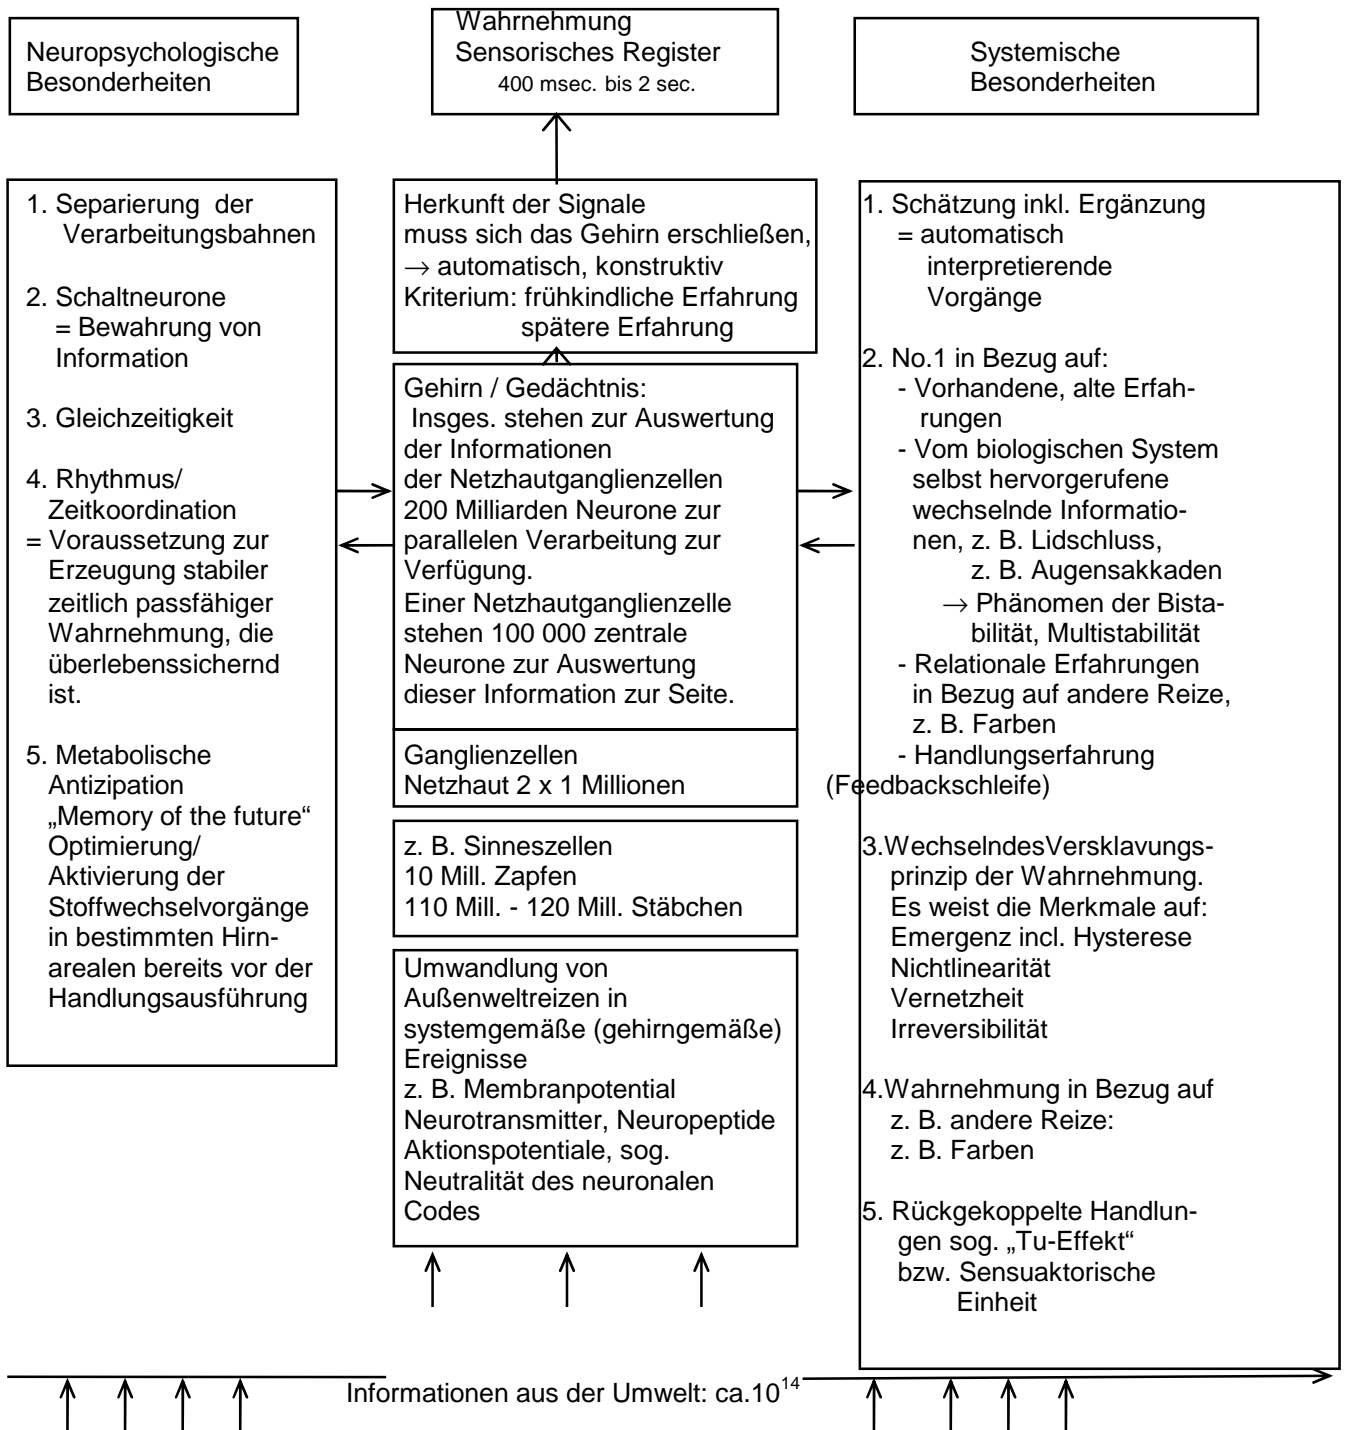 Neuropsychologische
Besonderheiten
Wahrnehmung
Sensorisches Register
400 msec. bis 2 sec.
Systemische
Besonderheiten
1. Separierung der
Verarbeitungsbahnen
2. Schaltneurone
= Bewahrung von
Information
3. Gleichzeitigkeit
4. Rhythmus/
Zeitkoordination
= Voraussetzung zur
Erzeugung stabiler
zeitlich passfähiger
Wahrnehmung, die
überlebenssichernd
ist.
5. Metabolische
Antizipation
„Memory of the future“
Optimierung/
Aktivierung der
Stoffwechselvorgänge
in bestimmten Hirn-
arealen bereits vor der
Handlungsausführung
Herkunft der Signale
muss sich das Gehirn erschließen,
→ automatisch, konstruktiv
Kriterium: frühkindliche Erfahrung
spätere Erfahrung
Gehirn / Gedächtnis:
Insges. stehen zur Auswertung
der Informationen
der Netzhautganglienzellen
200 Milliarden Neurone zur
parallelen Verarbeitung zur
Verfügung.
Einer Netzhautganglienzelle
stehen 100 000 zentrale
Neurone zur Auswertung
dieser Information zur Seite.
Ganglienzellen
Netzhaut 2 x 1 Millionen
z. B. Sinneszellen
10 Mill. Zapfen
110 Mill. - 120 Mill. Stäbchen
Umwandlung von
Außenweltreizen in
systemgemäße (gehirngemäße)
Ereignisse
z. B. Membranpotential
Neurotransmitter, Neuropeptide
Aktionspotentiale, sog.
Neutralität des neuronalen
Codes
1. Schätzung inkl. Ergänzung
= automatisch
interpretierende
Vorgänge
2. No.1 in Bezug auf:
- Vorhandene, alte Erfah-
rungen
- Vom biologischen System
selbst hervorgerufene
wechselnde Informatio-
nen, z. B. Lidschluss,
z. B. Augensakkaden
→ Phänomen der Bista-
bilität, Multistabilität
- Relationale Erfahrungen
in Bezug auf andere Reize,
z. B. Farben
- Handlungserfahrung
(Feedbackschleife)
3.WechselndesVersklavungs-
prinzip der Wahrnehmung.
Es weist die Merkmale auf:
Emergenz incl. Hysterese
Nichtlinearität
Vernetzheit
Irreversibilität
4.Wahrnehmung in Bezug auf
z. B. andere Reize:
z. B. Farben
5. Rückgekoppelte Handlun-
gen sog. „Tu-Effekt“
bzw. Sensuaktorische
Einheit
Informationen aus der Umwelt: ca.10¹⁴